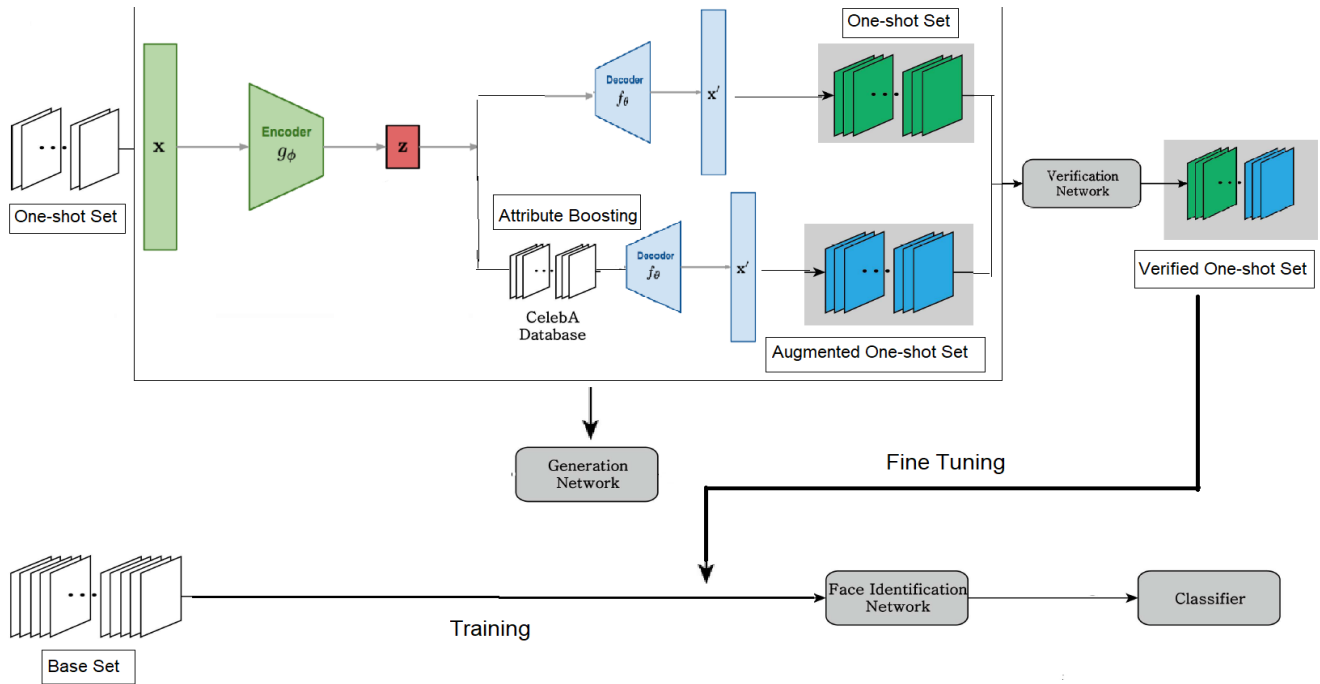 One-shot Set
One-shot Set
x
Encoder
gϕ
z
Decoder
fθ
x′
Verification
Network
Verified One-shot Set
Attribute Boosting
CelebA
Database
Decoder
fθ
x′
Augmented One-shot Set
Generation
Network
Fine Tuning
Base Set
Training
Face Identification
Network
Classifier